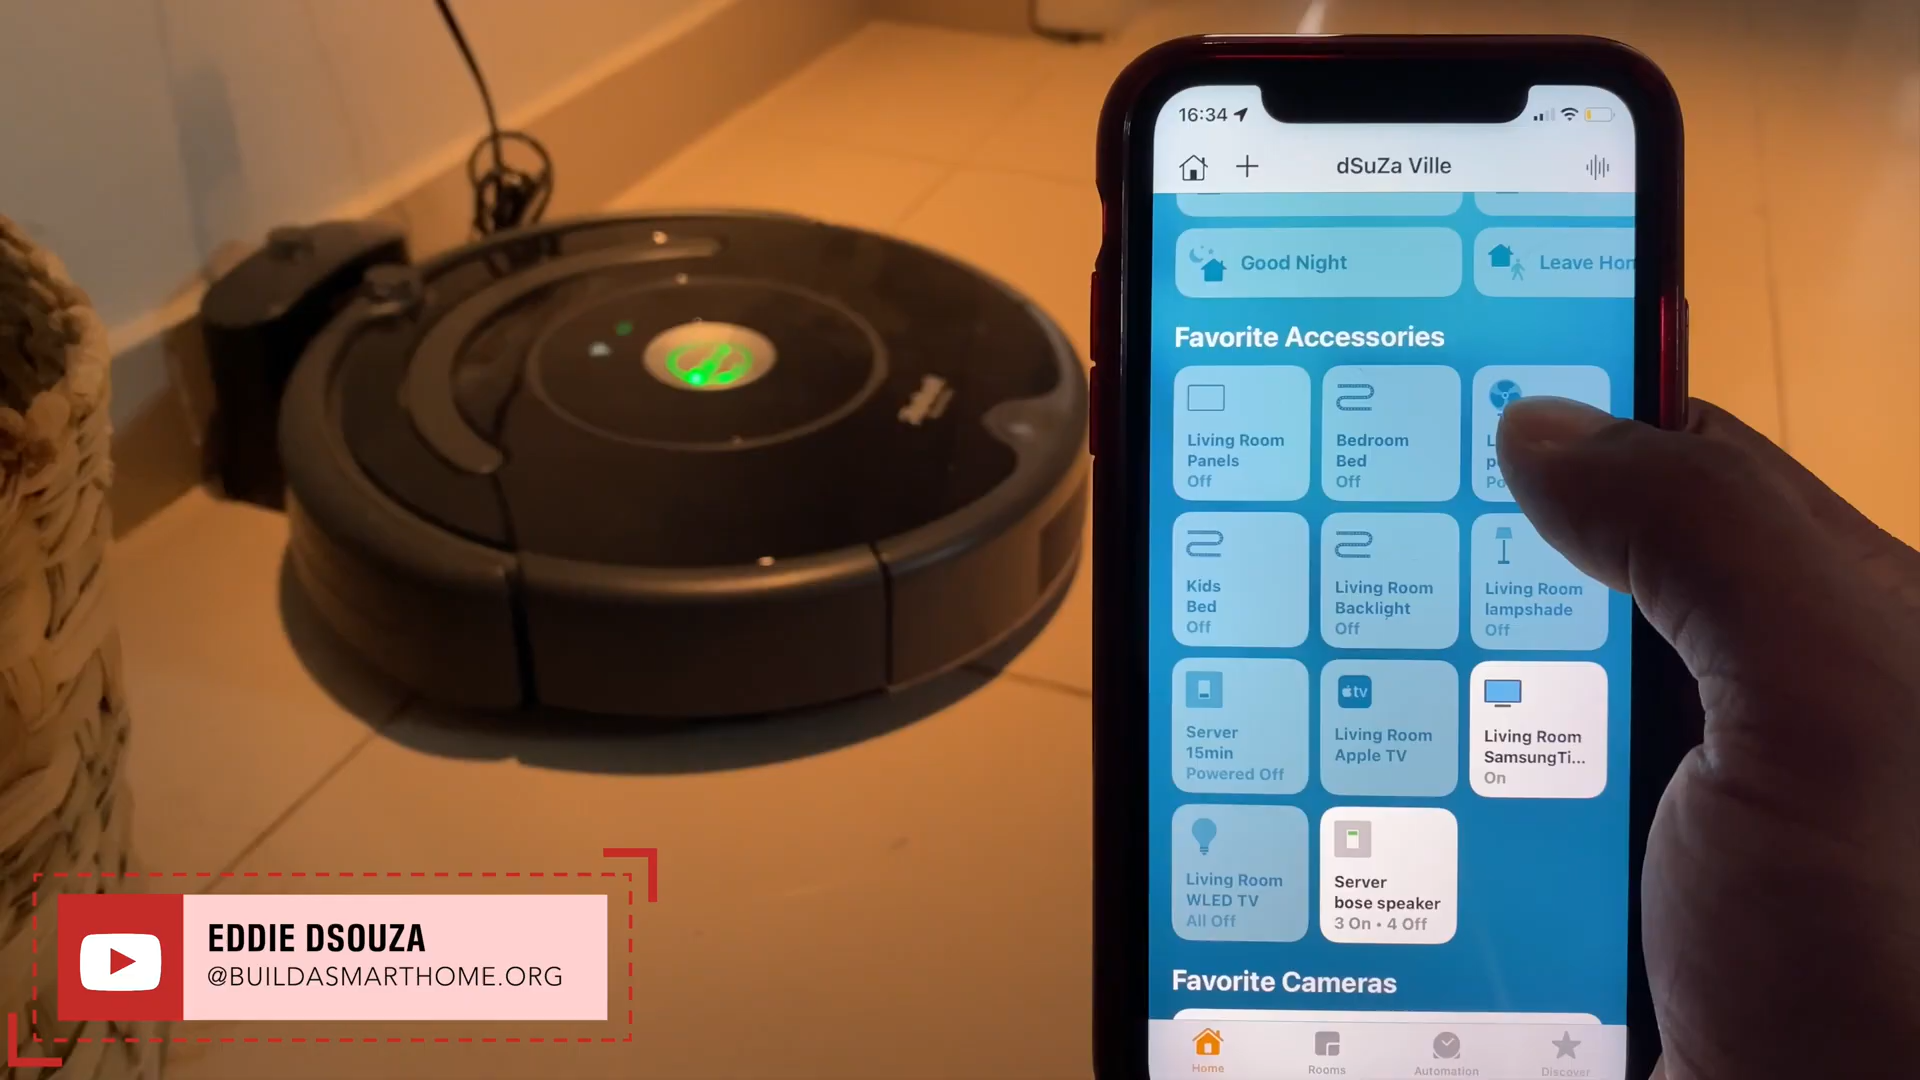 16:34
dSuZa Ville
Good Night
Leave Hon
Favorite Accessories
Living Room
Panels
Off
Bedroom
Bed
Off
Kids
Bed
Off
Living Room
Backlight
Off
Living Room
lampshade
Off
Server
15min
Powered Off
tv
Living Room
Apple TV
Living Room
SamsungTi...
On
Living Room
WLED TV
All Off
Server
bose speaker
3 On • 4 Off
Favorite Cameras
Home
Rooms
Automation
Discover
EDDIE DSOUZA
@BUILDASMARTHOME.ORG